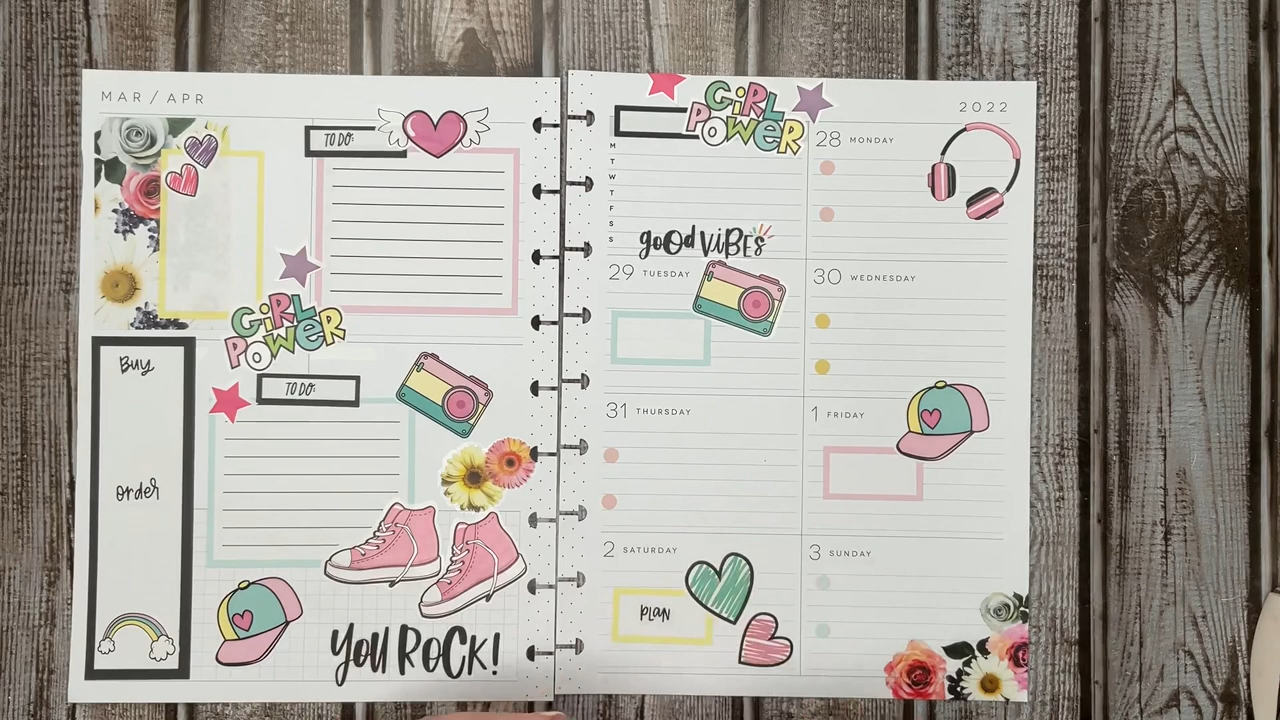 MAR / APR
TO DO:
GIRL
POWER
Buy
TO DO:
order
YOU ROCK!
2022
GIRL
POWER
M
T
W
T
F
S
S
28 MONDAY
good ViBES
29 TUESDAY
30 WEDNESDAY
31 THURSDAY
1 FRIDAY
2 SATURDAY
3 SUNDAY
PLAN